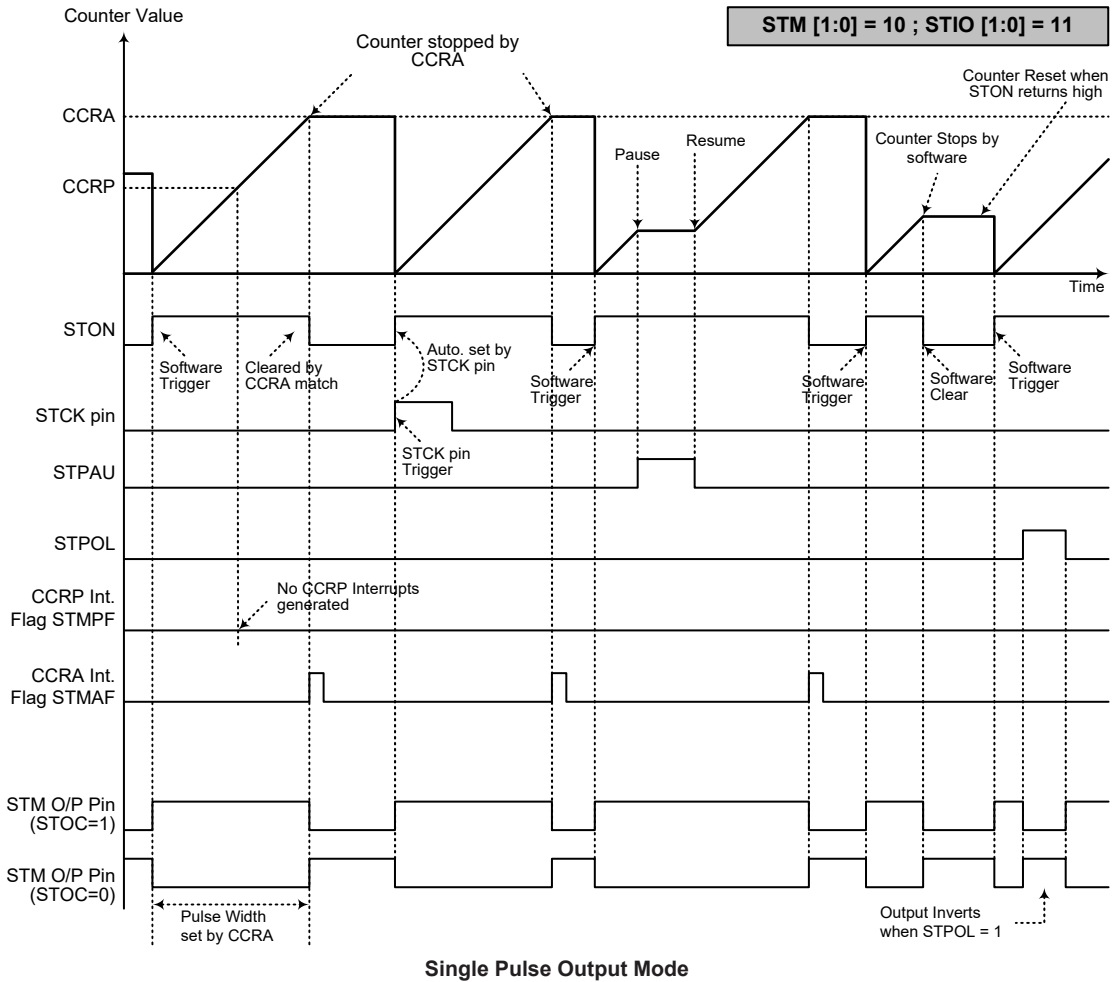 Counter Value
STM [1:0] = 10 ; STIO [1:0] = 11
Counter stopped by
CCRA
Counter Reset when
STON returns high
CCRA
Pause
Resume
Counter Stops by
software
CCRP
Time
STON
Software
Trigger
Cleared by
CCRA match
Auto. set by
STCK pin
Software
Trigger
Software
Trigger
Software
Clear
Software
Trigger
STCK pin
STCK pin
Trigger
STPAU
STPOL
CCRP Int.
Flag STMPF
No CCRP Interrupts
generated
CCRA Int.
Flag STMAF
STM O/P Pin
(STOC=1)
STM O/P Pin
(STOC=0)
Pulse Width
set by CCRA
Output Inverts
when STPOL = 1
Single Pulse Output Mode